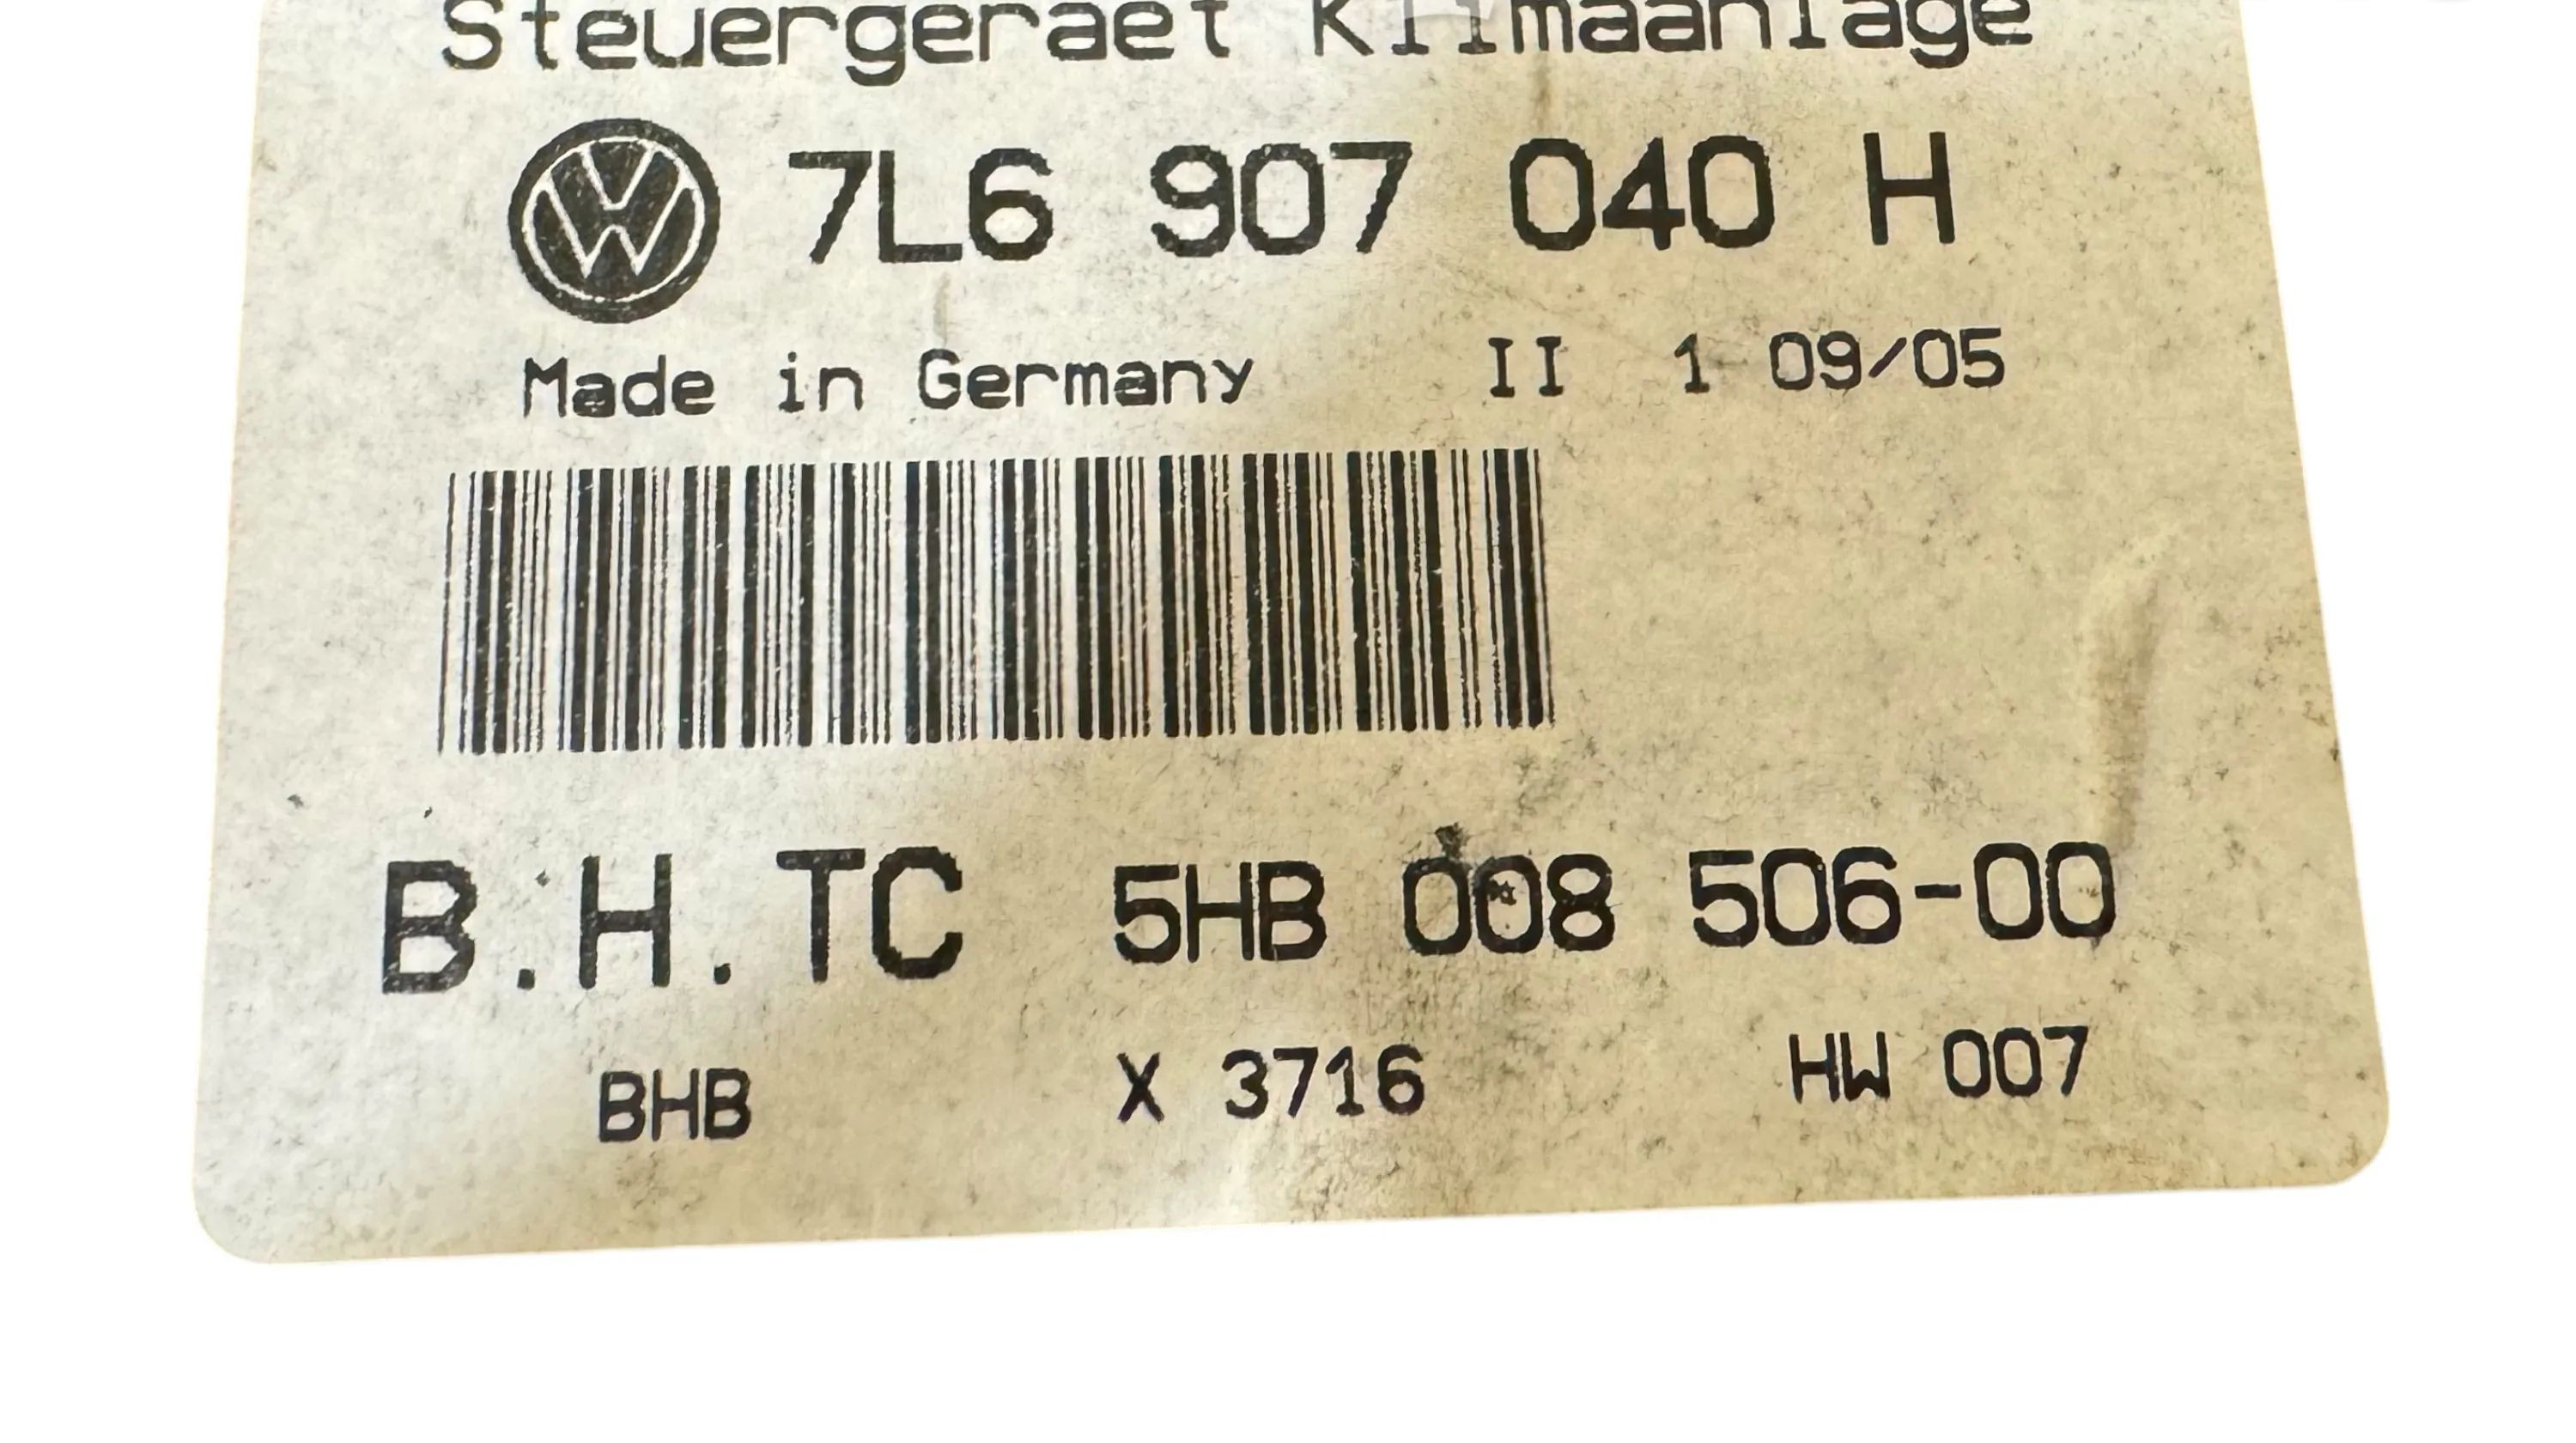 Steuergeraet Klimaanlage
7L6 907 040 H
Made in Germany II 1 09/05
B.H.TC 5HB 008 506-00
BHB X 3716 HW 007